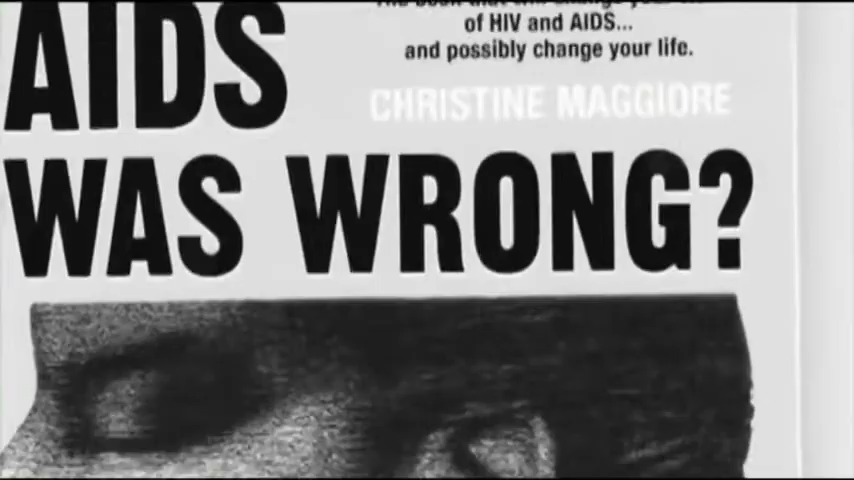 of HIV and AIDS...
and possibly change your life.
CHRISTINE MAGGIORE
AIDS
WAS WRONG?